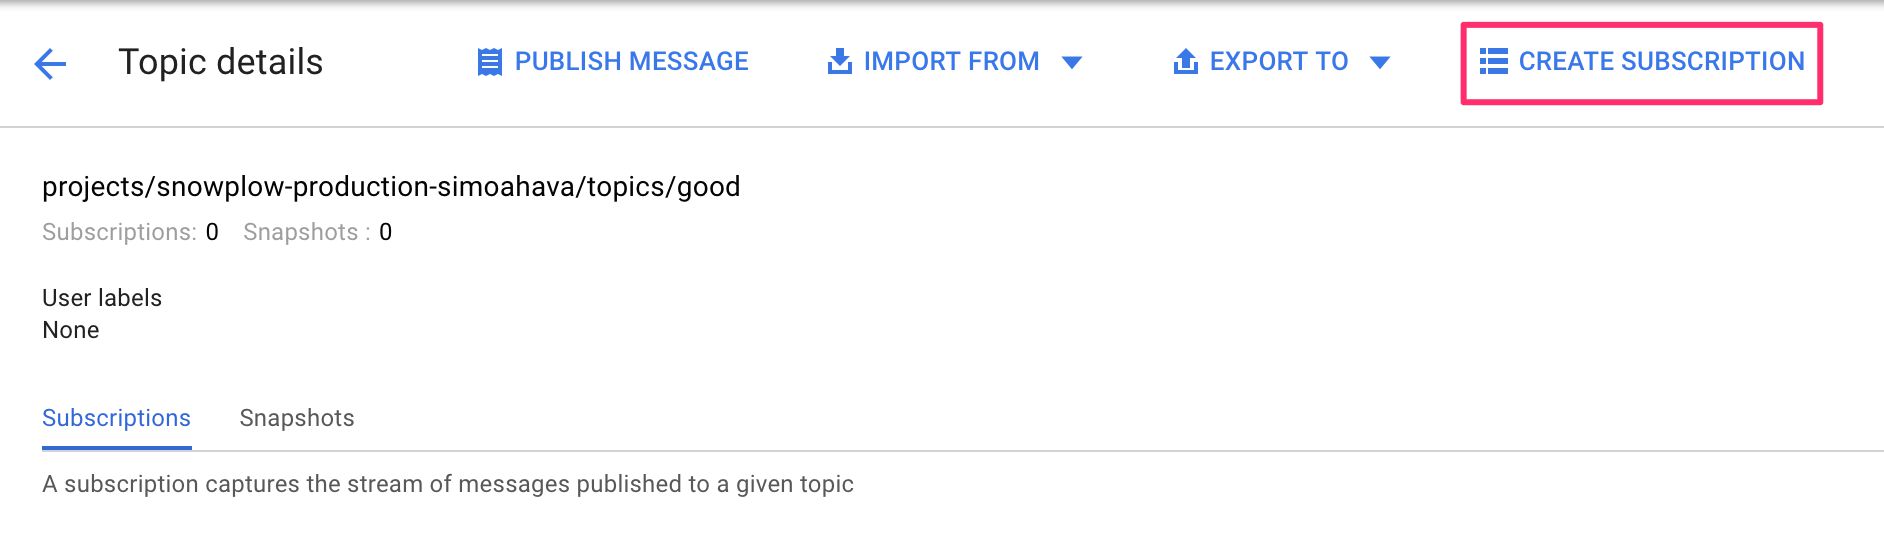 Topic details PUBLISH MESSAGE IMPORT FROM EXPORT TO CREATE SUBSCRIPTION
projects/snowplow-production-simoahava/topics/good
Subscriptions: 0 Snapshots : 0
User labels
None
Subscriptions Snapshots
A subscription captures the stream of messages published to a given topic